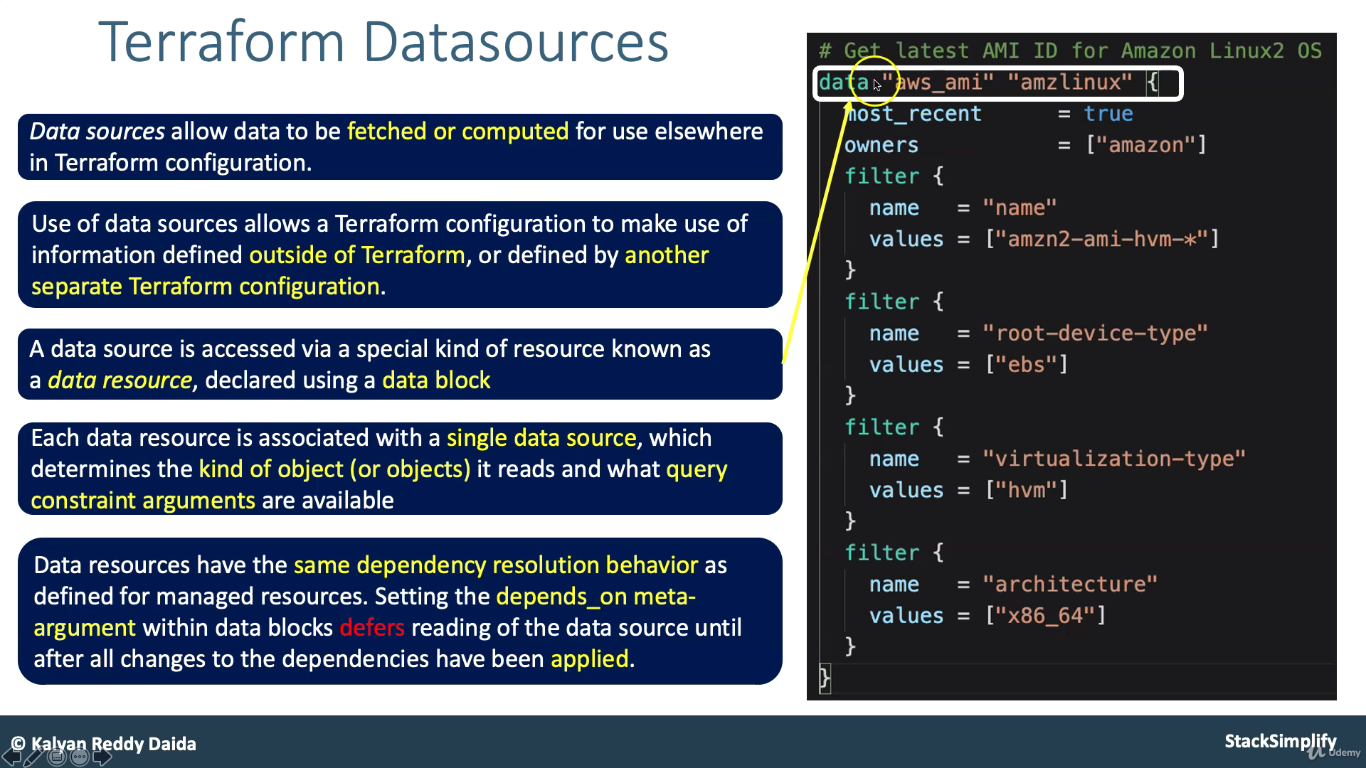 Terraform Datasources
Data sources allow data to be fetched or computed for use elsewhere
in Terraform configuration.
Use of data sources allows a Terraform configuration to make use of
information defined outside of Terraform, or defined by another
separate Terraform configuration.
A data source is accessed via a special kind of resource known as
a data resource, declared using a data block
Each data resource is associated with a single data source, which
determines the kind of object (or objects) it reads and what query
constraint arguments are available
Data resources have the same dependency resolution behavior as
defined for managed resources. Setting the depends_on meta-
argument within data blocks defers reading of the data source until
after all changes to the dependencies have been applied.
# Get latest AMI ID for Amazon Linux2 OS
data "aws_ami" "amzlinux" {
most_recent = true
owners = ["amazon"]
filter {
name = "name"
values = ["amzn2-ami-hvm-*"]
}
filter {
name = "root-device-type"
values = ["ebs"]
}
filter {
name = "virtualization-type"
values = ["hvm"]
}
filter {
name = "architecture"
values = ["x86_64"]
}
}
© Kalyan Reddy Daida
StackSimplify
Udemy